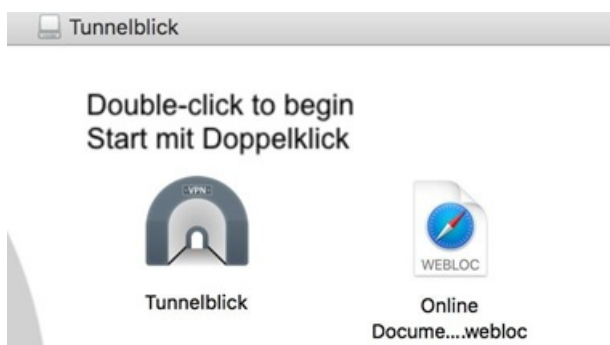 Tunnelblick
Double-click to begin
Start mit Doppelklick
VPN
WEBLOC
Tunnelblick
Online
Docume....webloc